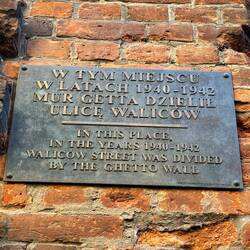 W TYM MIEJSCU
W LATACH 1940-1942
MUR GETTA DZIELIŁ
ULICĘ WALICÓW
IN THIS PLACE,
IN THE YEARS 1940-1942
WALICÓW STREET WAS DIVIDED
BY THE GHETTO WALL